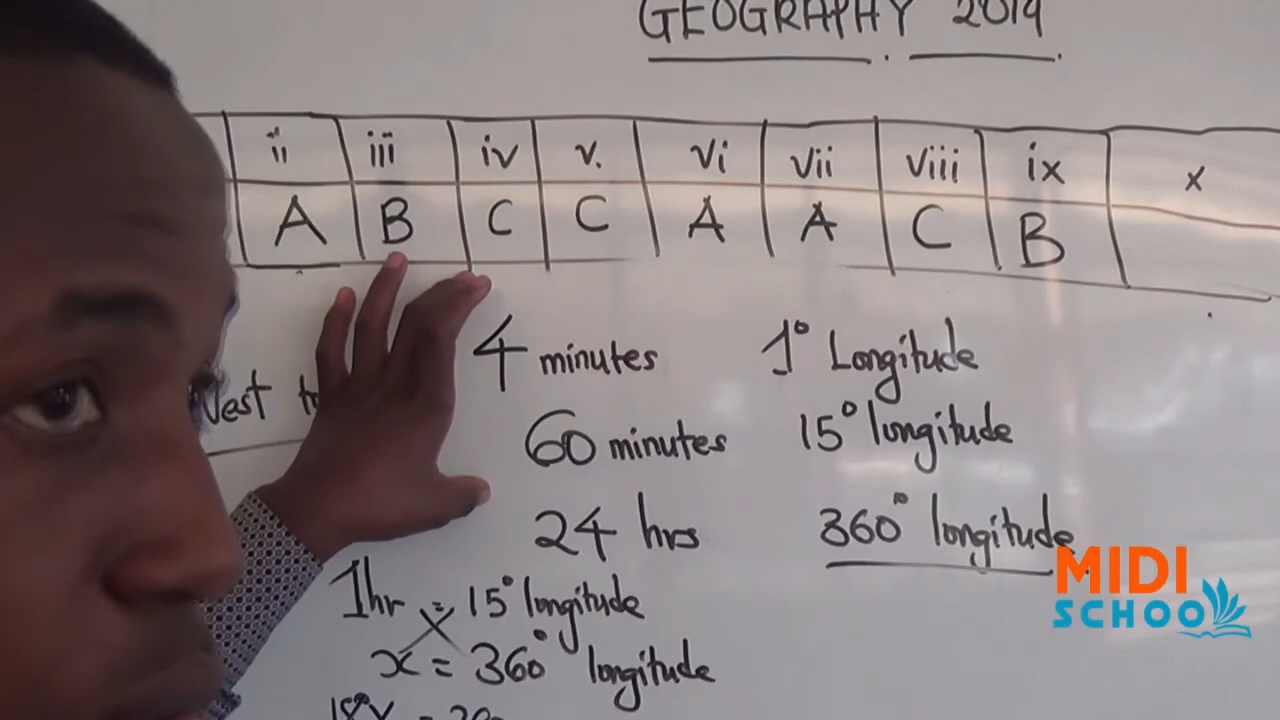 GEOGRAPHY 2019
ii iii iv v. vi vii viii ix x
A B C C A A C B
4 minutes 1° Longitude
60 minutes 15° longitude
24 hrs 360° longitude
1hr = 15° longitude
x = 360° longitude
MIDI
SCHOOL